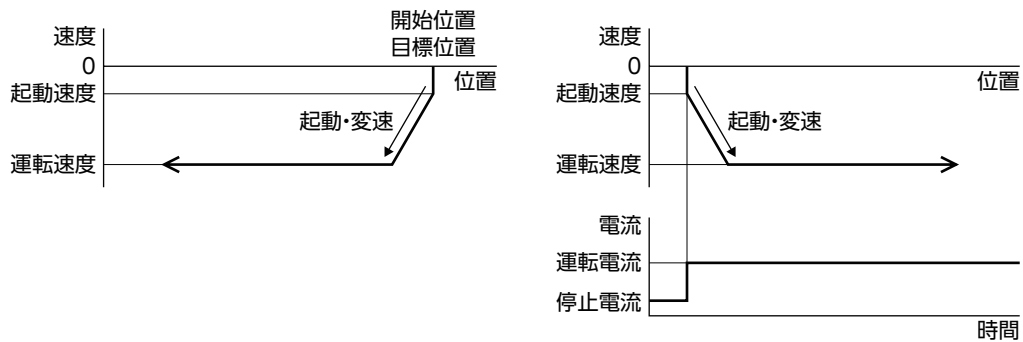 開始位置
目標位置
速度
0
位置
起動速度
起動・変速
運転速度
速度
0
位置
起動速度
起動・変速
運転速度
電流
運転電流
停止電流
時間